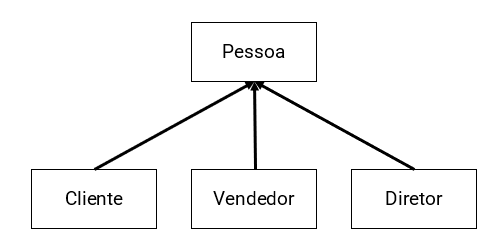 Pessoa
Cliente
Vendedor
Diretor